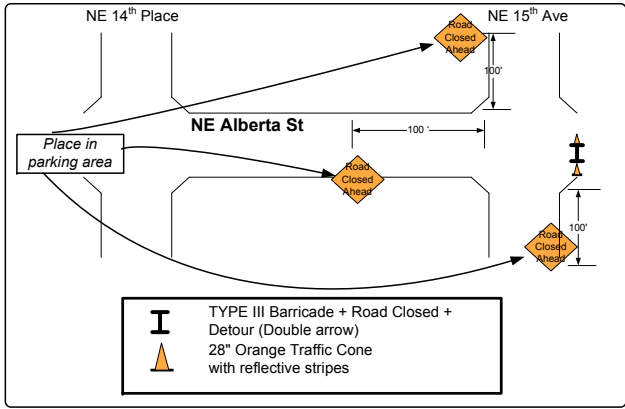 NE 14th Place
NE 15th Ave
Road
Closed
Ahead
100'
NE Alberta St
100 '
Place in
parking area
Road
Closed
Ahead
100'
Road
Closed
Ahead
TYPE III Barricade + Road Closed +
Detour (Double arrow)
28" Orange Traffic Cone
with reflective stripes